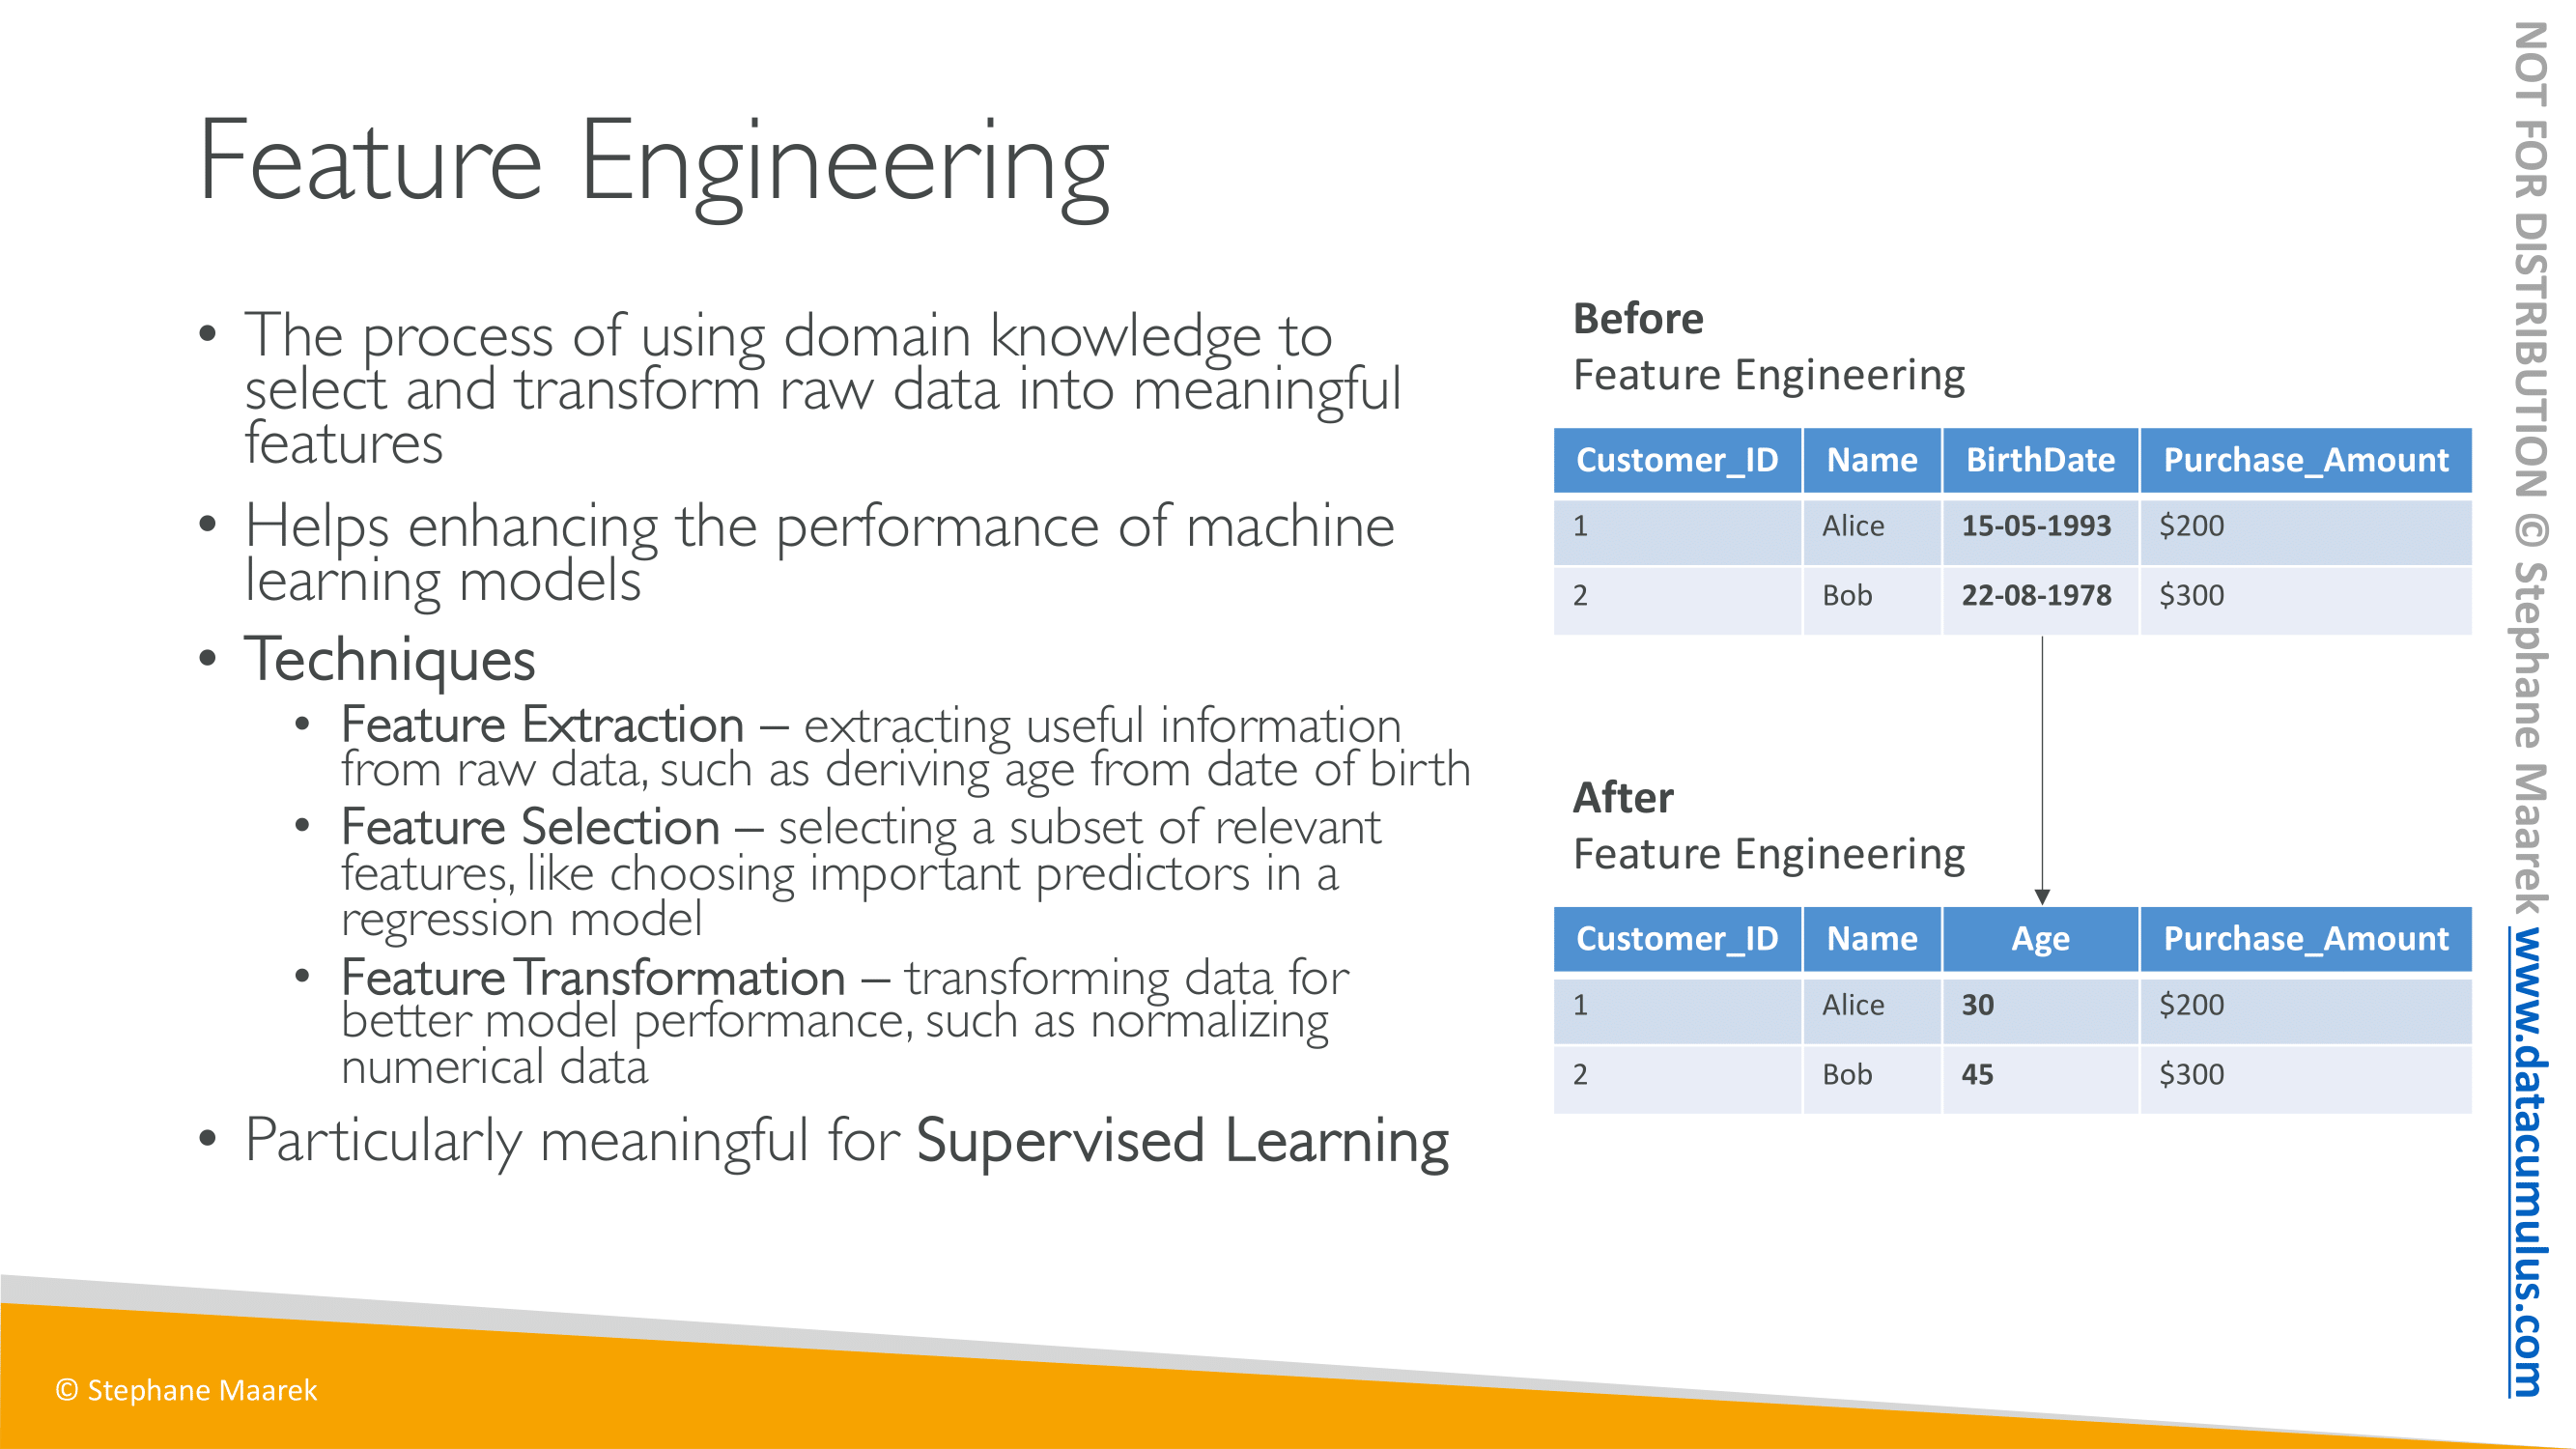 Feature Engineering
• The process of using domain knowledge to
select and transform raw data into meaningful
features
• Helps enhancing the performance of machine
learning models
• Techniques
• Feature Extraction – extracting useful information
from raw data, such as deriving age from date of birth
• Feature Selection – selecting a subset of relevant
features, like choosing important predictors in a
regression model
• Feature Transformation – transforming data for
better model performance, such as normalizing
numerical data
• Particularly meaningful for Supervised Learning
Before
Feature Engineering
Customer_ID Name BirthDate Purchase_Amount
1 Alice 15-05-1993 $200
2 Bob 22-08-1978 $300
After
Feature Engineering
Customer_ID Name Age Purchase_Amount
1 Alice 30 $200
2 Bob 45 $300
© Stephane Maarek
NOT FOR DISTRIBUTION © Stephane Maarek www.datacumulus.com